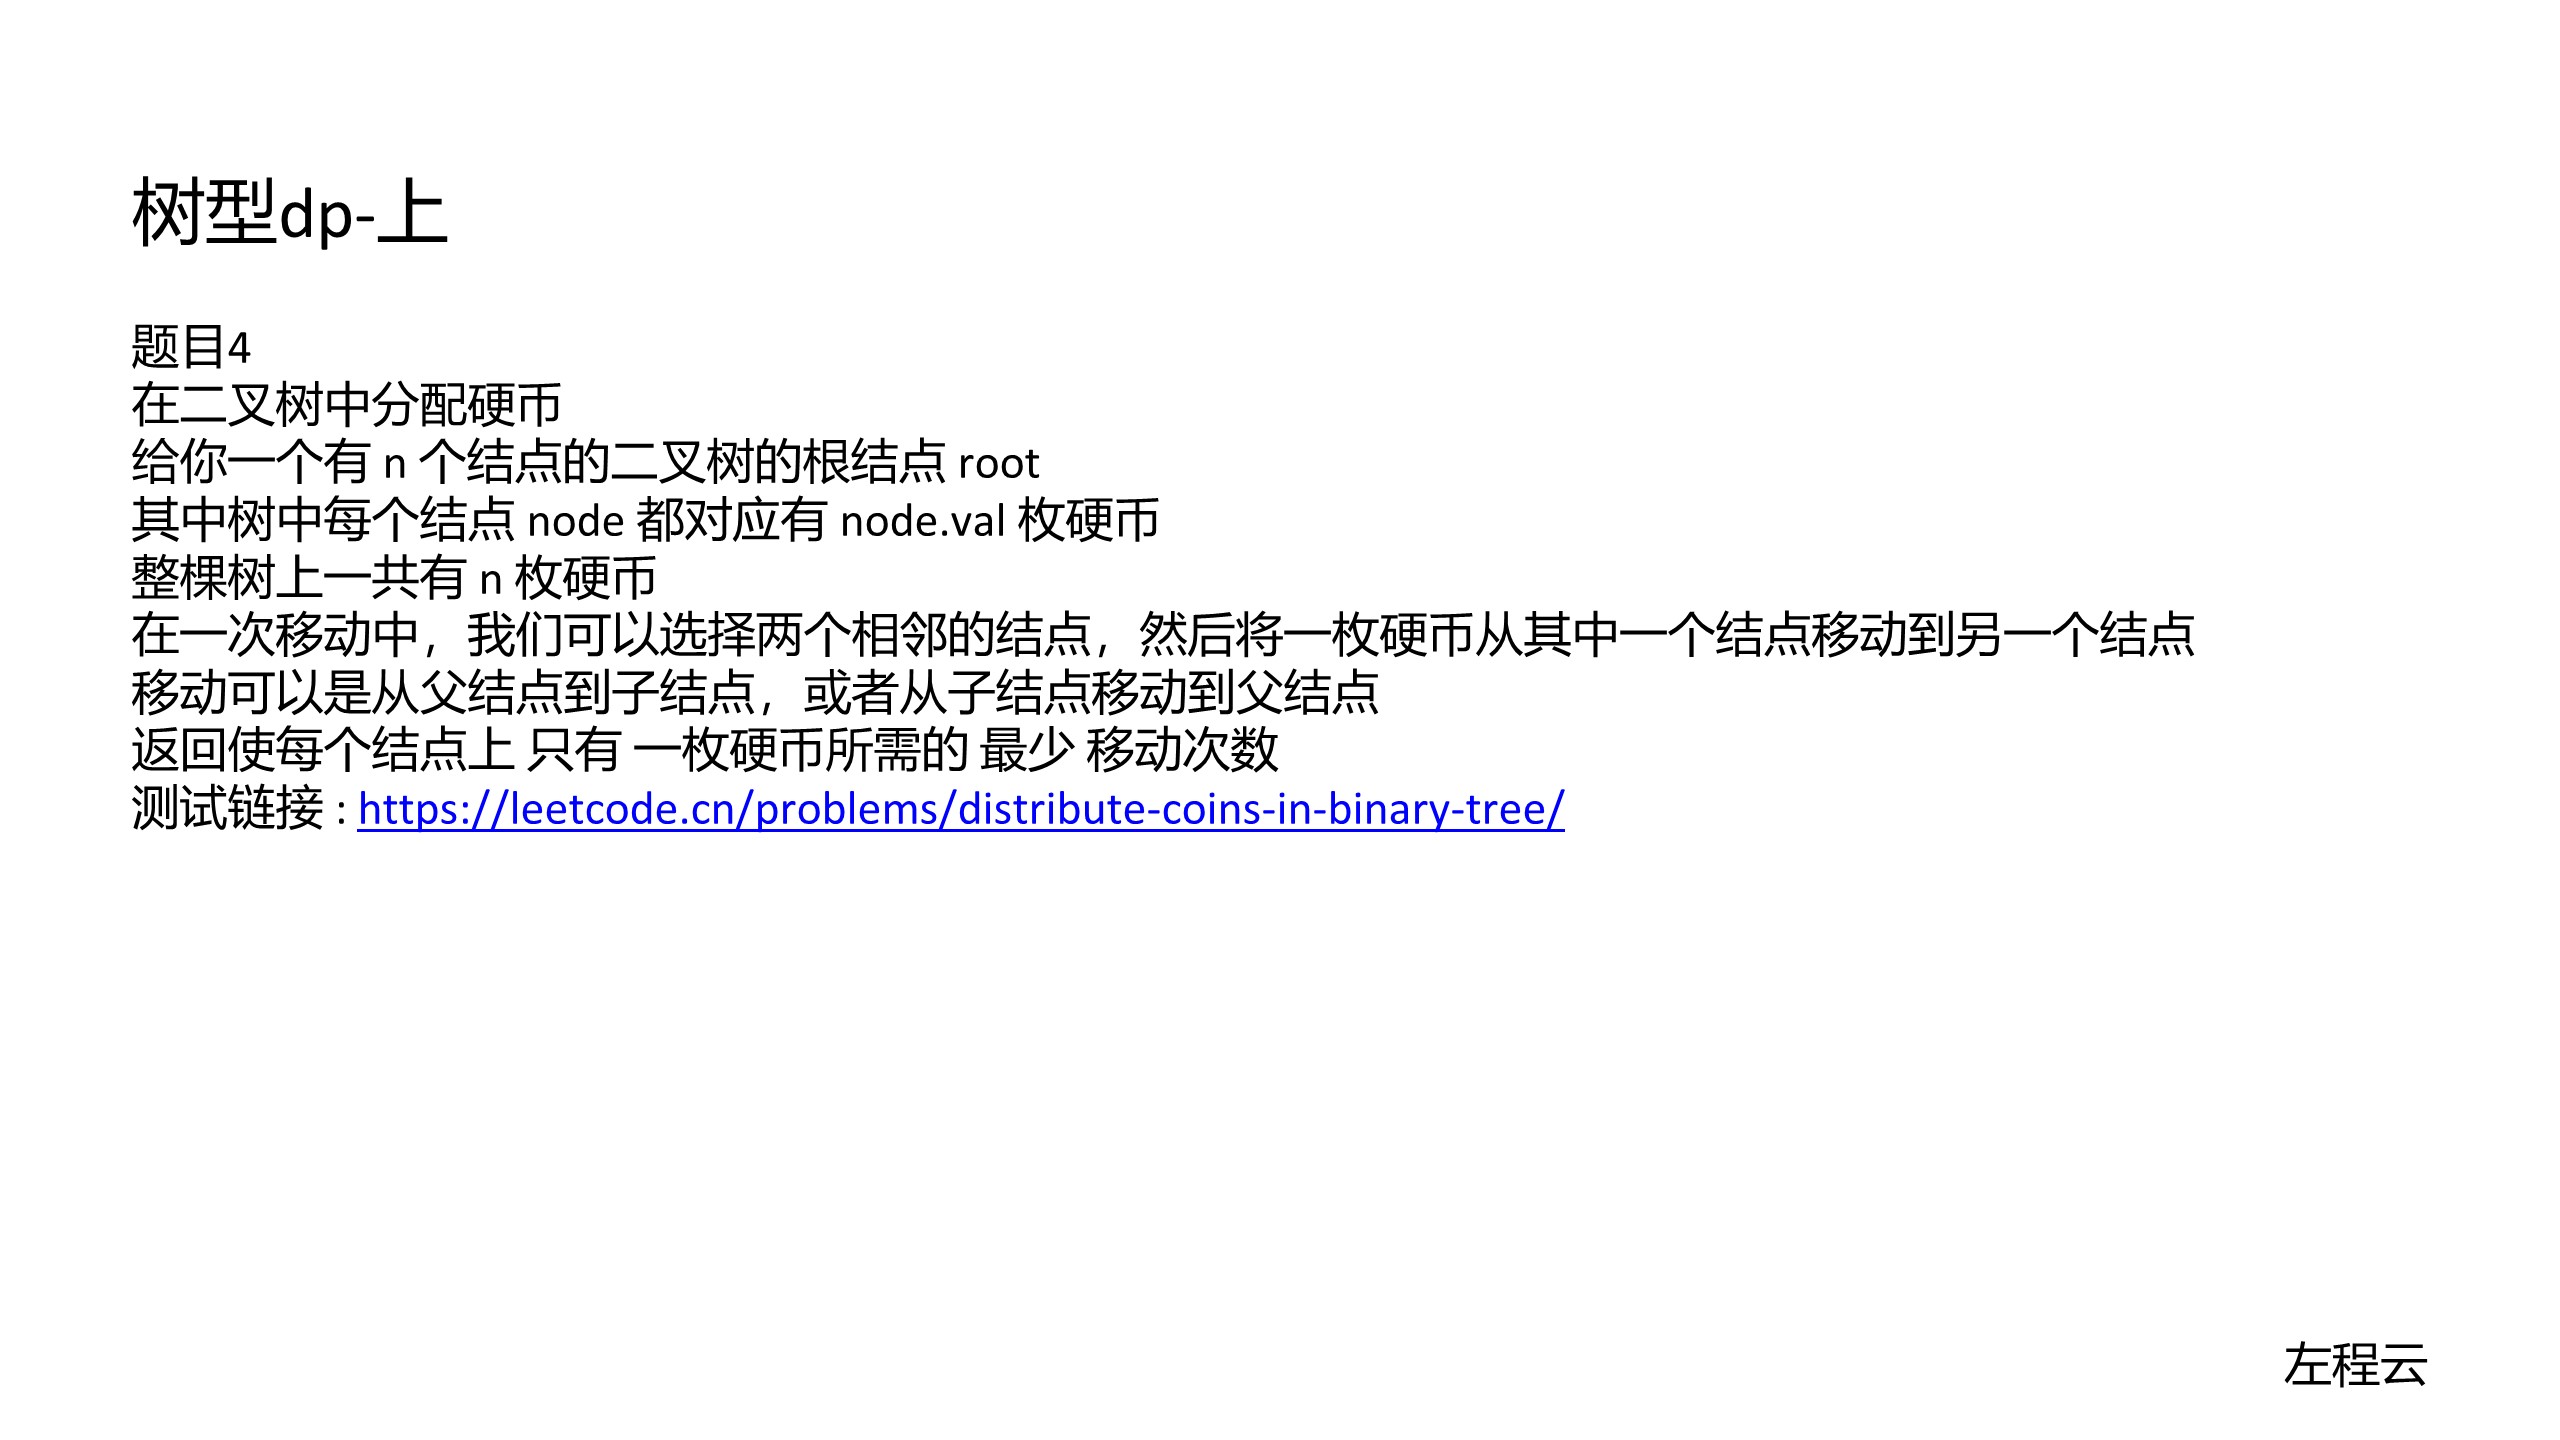 树型dp-上
题目4
在二叉树中分配硬币
给你一个有 n 个结点的二叉树的根结点 root
其中树中每个结点 node 都对应有 node.val 枚硬币
整棵树上一共有 n 枚硬币
在一次移动中，我们可以选择两个相邻的结点，然后将一枚硬币从其中一个结点移动到另一个结点
移动可以是从父结点到子结点，或者从子结点移动到父结点
返回使每个结点上 只有 一枚硬币所需的 最少 移动次数
测试链接 : https://leetcode.cn/problems/distribute-coins-in-binary-tree/
左程云